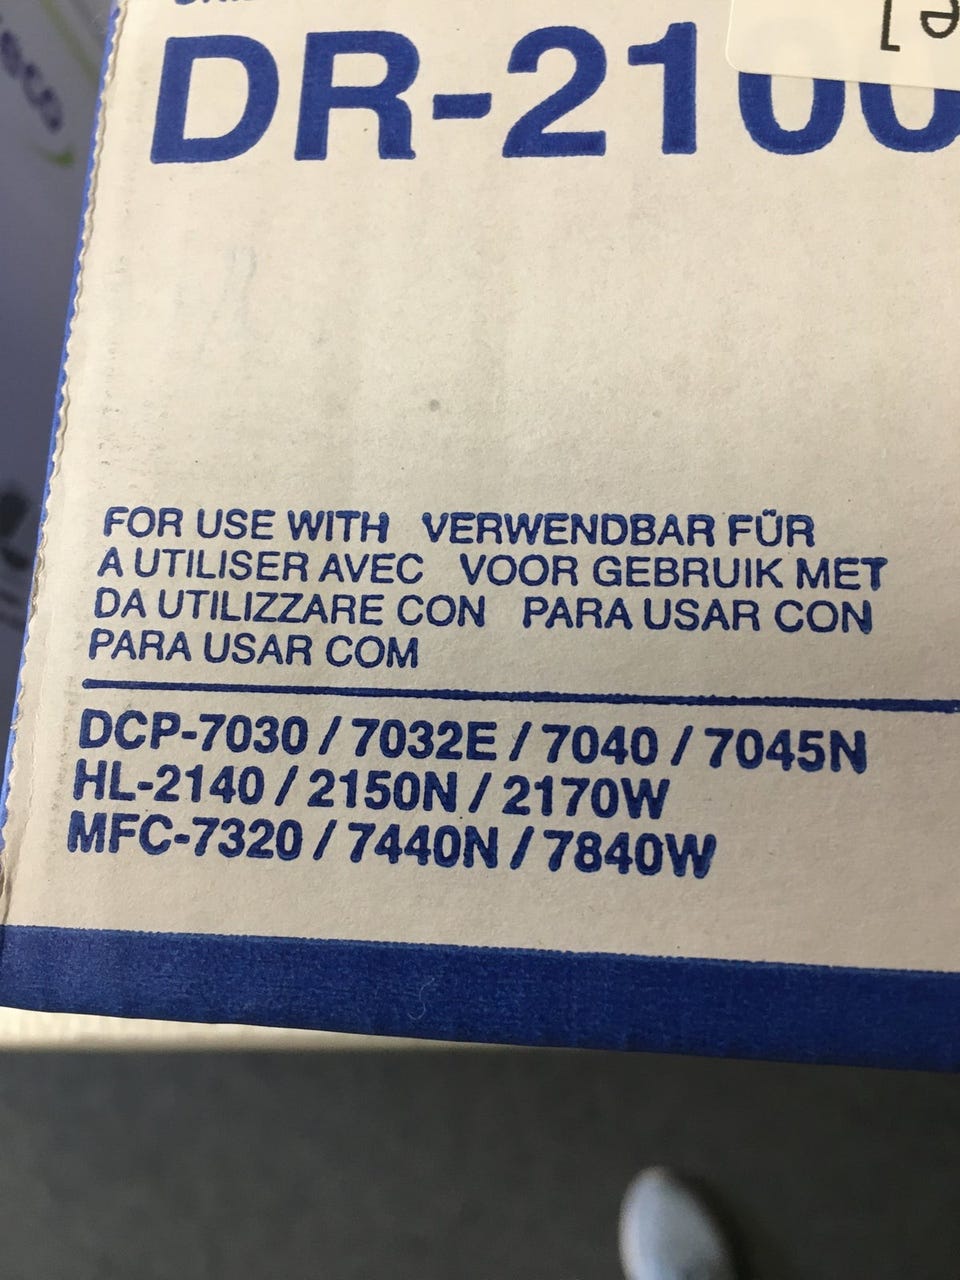 DR-2100
e]
FOR USE WITH VERWENDBAR FÜR
A UTILISER AVEC VOOR GEBRUIK MET
DA UTILIZZARE CON PARA USAR CON
PARA USAR COM
DCP-7030 / 7032E / 7040 / 7045N
HL-2140 / 2150N / 2170W
MFC-7320 / 7440N / 7840W